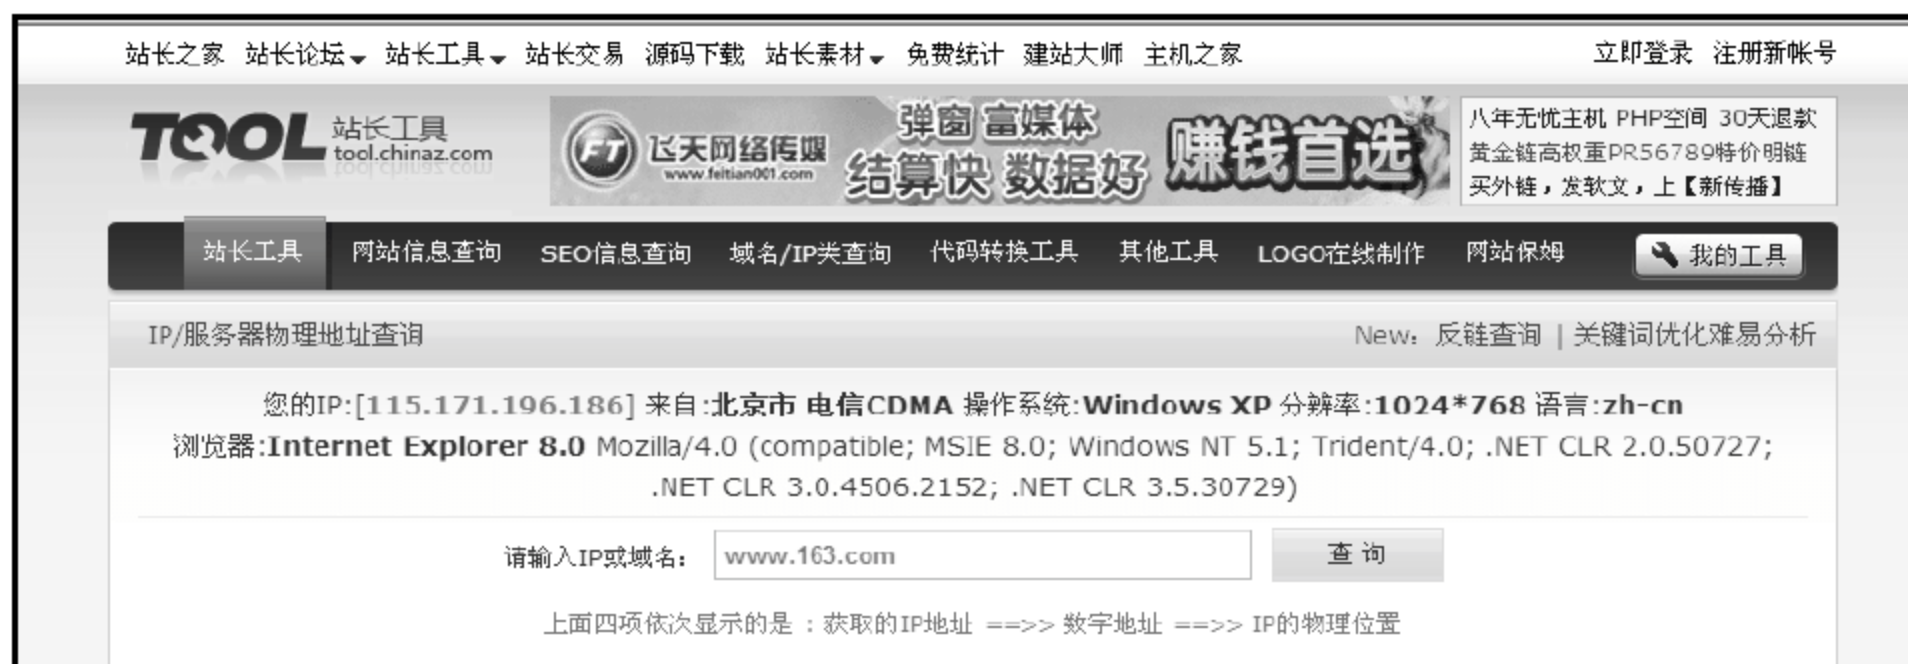 站长之家 站长论坛 站长工具 站长交易 源码下载 站长素材 免费统计 建站大师 主机之家 立即登录 注册新帐号
TOOL 站长工具
tool.chinaz.com
FT 飞天网络传媒
www.feitian001.com
弹窗 富媒体
结算快 数据好
赚钱首选
八年无忧主机 PHP空间 30天退款
黄金链高权重PR56789特价明链
买外链，发软文，上【新传播】
站长工具 网站信息查询 SEO信息查询 域名/IP类查询 代码转换工具 其他工具 LOGO在线制作 网站保姆 我的工具
IP/服务器物理地址查询 New：反链查询 | 关键词优化难易分析
您的IP:[115.171.196.186] 来自:北京市 电信CDMA 操作系统:Windows XP 分辨率:1024*768 语言:zh-cn
浏览器:Internet Explorer 8.0 Mozilla/4.0 (compatible; MSIE 8.0; Windows NT 5.1; Trident/4.0; .NET CLR 2.0.50727;
.NET CLR 3.0.4506.2152; .NET CLR 3.5.30729)
请输入IP或域名： www.163.com 查 询
上面四项依次显示的是：获取的IP地址 ==>> 数字地址 ==>> IP的物理位置